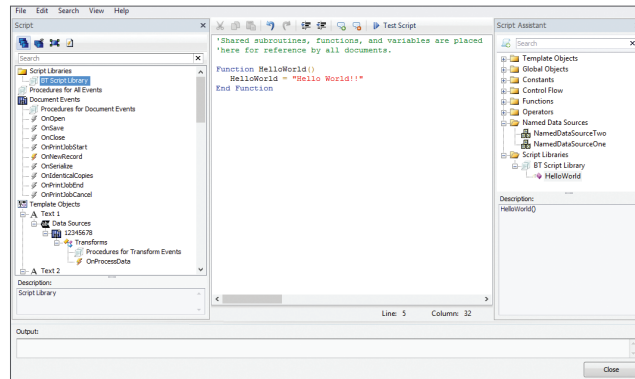 File Edit Search View Help
Script
Search
Script Libraries
BT Script Library
Procedures for All Events
Document Events
Procedures for Document Events
OnOpen
OnSave
OnClose
OnPrintJobStart
OnNewRecord
OnSerialize
OnIdenticalCopies
OnPrintJobEnd
OnPrintJobCancel
Template Objects
Text 1
Data Sources
12345678
Transforms
Procedures for Transform Events
OnProcessData
Text 2
Description:
Script Library
Test Script
'Shared subroutines, functions, and variables are placed
'here for reference by all documents.
Function HelloWorld()
HelloWorld = "Hello World!!"
End Function
Line: 5 Column: 32
Script Assistant
Search
Template Objects
Global Objects
Constants
Control Flow
Functions
Operators
Named Data Sources
NamedDataSourceTwo
NamedDataSourceOne
Script Libraries
BT Script Library
HelloWorld
Description:
HelloWorld()
Output:
Close